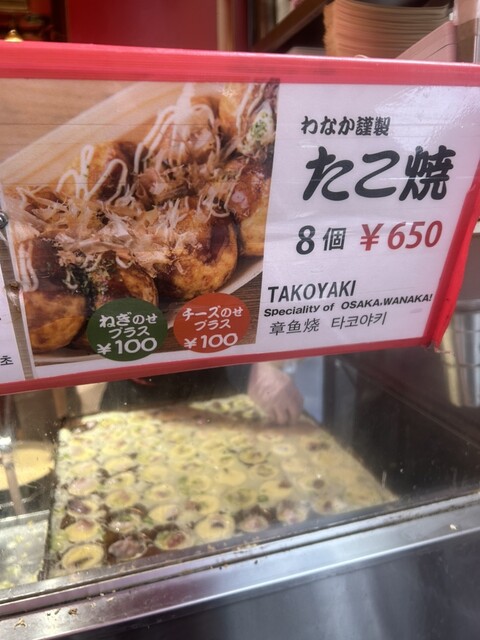 わなか謹製
たこ焼
8個 ¥650
TAKOYAKI
Speciality of OSAKA.WANAKA!
章鱼烧 타코야키
ねぎのせ
プラス
¥100
チーズのせ
プラス
¥100